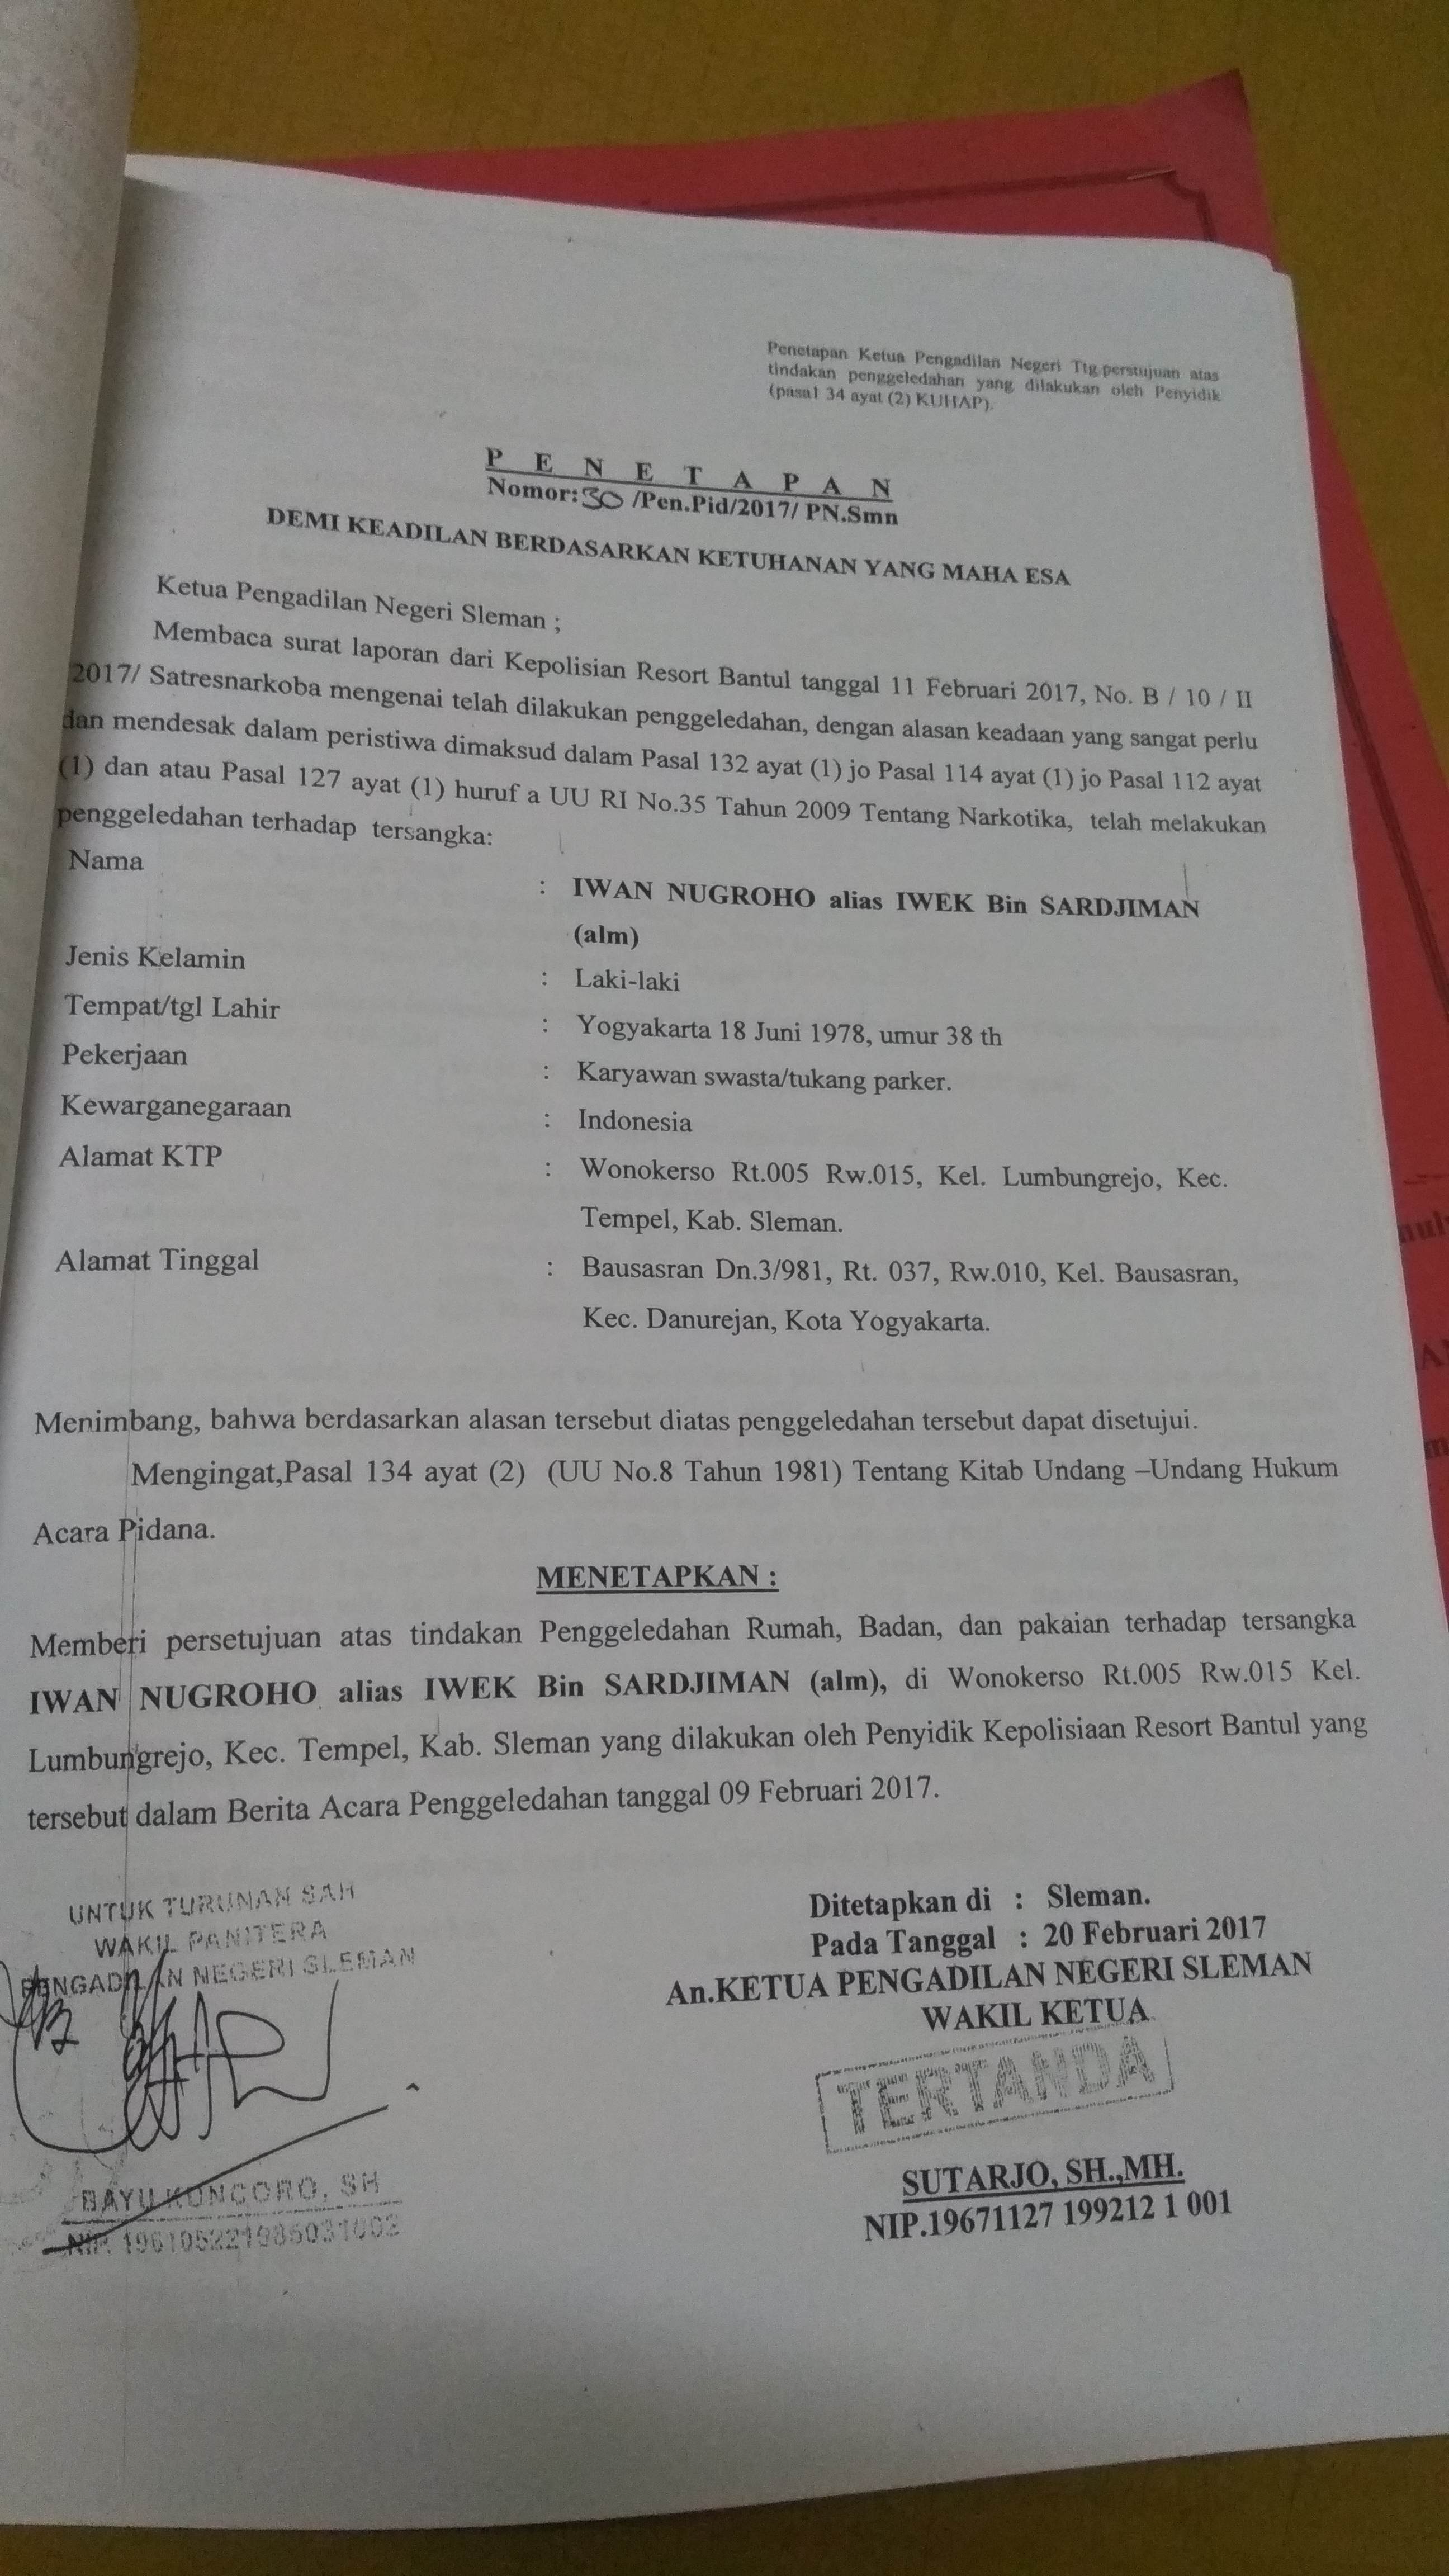 Penetapan Ketua Pengadilan Negeri Ttg.perstujuan atas
tindakan penggeledahan yang dilakukan oleh Penyidik
(pasal 34 ayat (2) KUHAP).
P E N E T A P A N
Nomor: 30 /Pen.Pid/2017/ PN.Smn
DEMI KEADILAN BERDASARKAN KETUHANAN YANG MAHA ESA
Ketua Pengadilan Negeri Sleman ;
Membaca surat laporan dari Kepolisian Resort Bantul tanggal 11 Februari 2017, No. B / 10 / II
2017/ Satresnarkoba mengenai telah dilakukan penggeledahan, dengan alasan keadaan yang sangat perlu
dan mendesak dalam peristiwa dimaksud dalam Pasal 132 ayat (1) jo Pasal 114 ayat (1) jo Pasal 112 ayat
(1) dan atau Pasal 127 ayat (1) huruf a UU RI No.35 Tahun 2009 Tentang Narkotika, telah melakukan
penggeledahan terhadap tersangka:
Nama : IWAN NUGROHO alias IWEK Bin SARDJIMAN
(alm)
Jenis Kelamin : Laki-laki
Tempat/tgl Lahir : Yogyakarta 18 Juni 1978, umur 38 th
Pekerjaan : Karyawan swasta/tukang parker.
Kewarganegaraan : Indonesia
Alamat KTP : Wonokerso Rt.005 Rw.015, Kel. Lumbungrejo, Kec.
Tempel, Kab. Sleman.
Alamat Tinggal : Bausasran Dn.3/981, Rt. 037, Rw.010, Kel. Bausasran,
Kec. Danurejan, Kota Yogyakarta.
Menimbang, bahwa berdasarkan alasan tersebut diatas penggeledahan tersebut dapat disetujui.
Mengingat,Pasal 134 ayat (2) (UU No.8 Tahun 1981) Tentang Kitab Undang –Undang Hukum
Acara Pidana.
MENETAPKAN :
Memberi persetujuan atas tindakan Penggeledahan Rumah, Badan, dan pakaian terhadap tersangka
IWAN NUGROHO alias IWEK Bin SARDJIMAN (alm), di Wonokerso Rt.005 Rw.015 Kel.
Lumbungrejo, Kec. Tempel, Kab. Sleman yang dilakukan oleh Penyidik Kepolisiaan Resort Bantul yang
tersebut dalam Berita Acara Penggeledahan tanggal 09 Februari 2017.
Ditetapkan di : Sleman.
Pada Tanggal : 20 Februari 2017
An.KETUA PENGADILAN NEGERI SLEMAN
WAKIL KETUA
TERTANDA
SUTARJO, SH.,MH.
NIP.19671127 199212 1 001
UNTUK TURUNAN SAH
WAKIL PANITERA
PENGADILAN NEGERI SLEMAN
BAYU KONCORO, SH
NIP. 196105221986031002